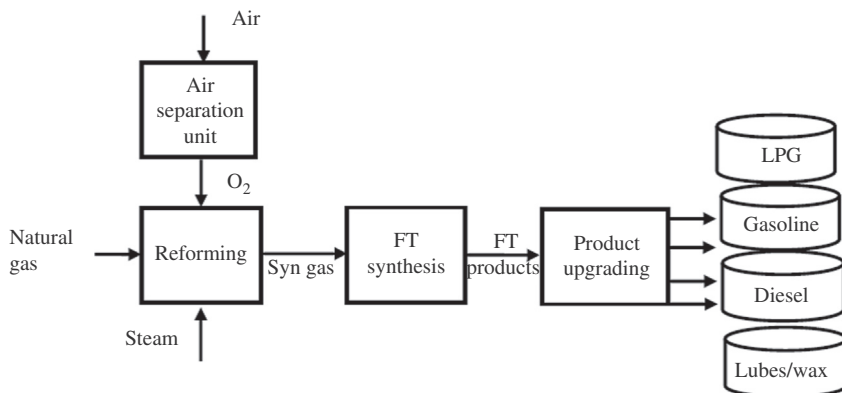 Air
Air
separation
unit
O2
Natural
gas
Reforming
Syn gas
FT
synthesis
FT
products
Product
upgrading
Steam
LPG
Gasoline
Diesel
Lubes/wax